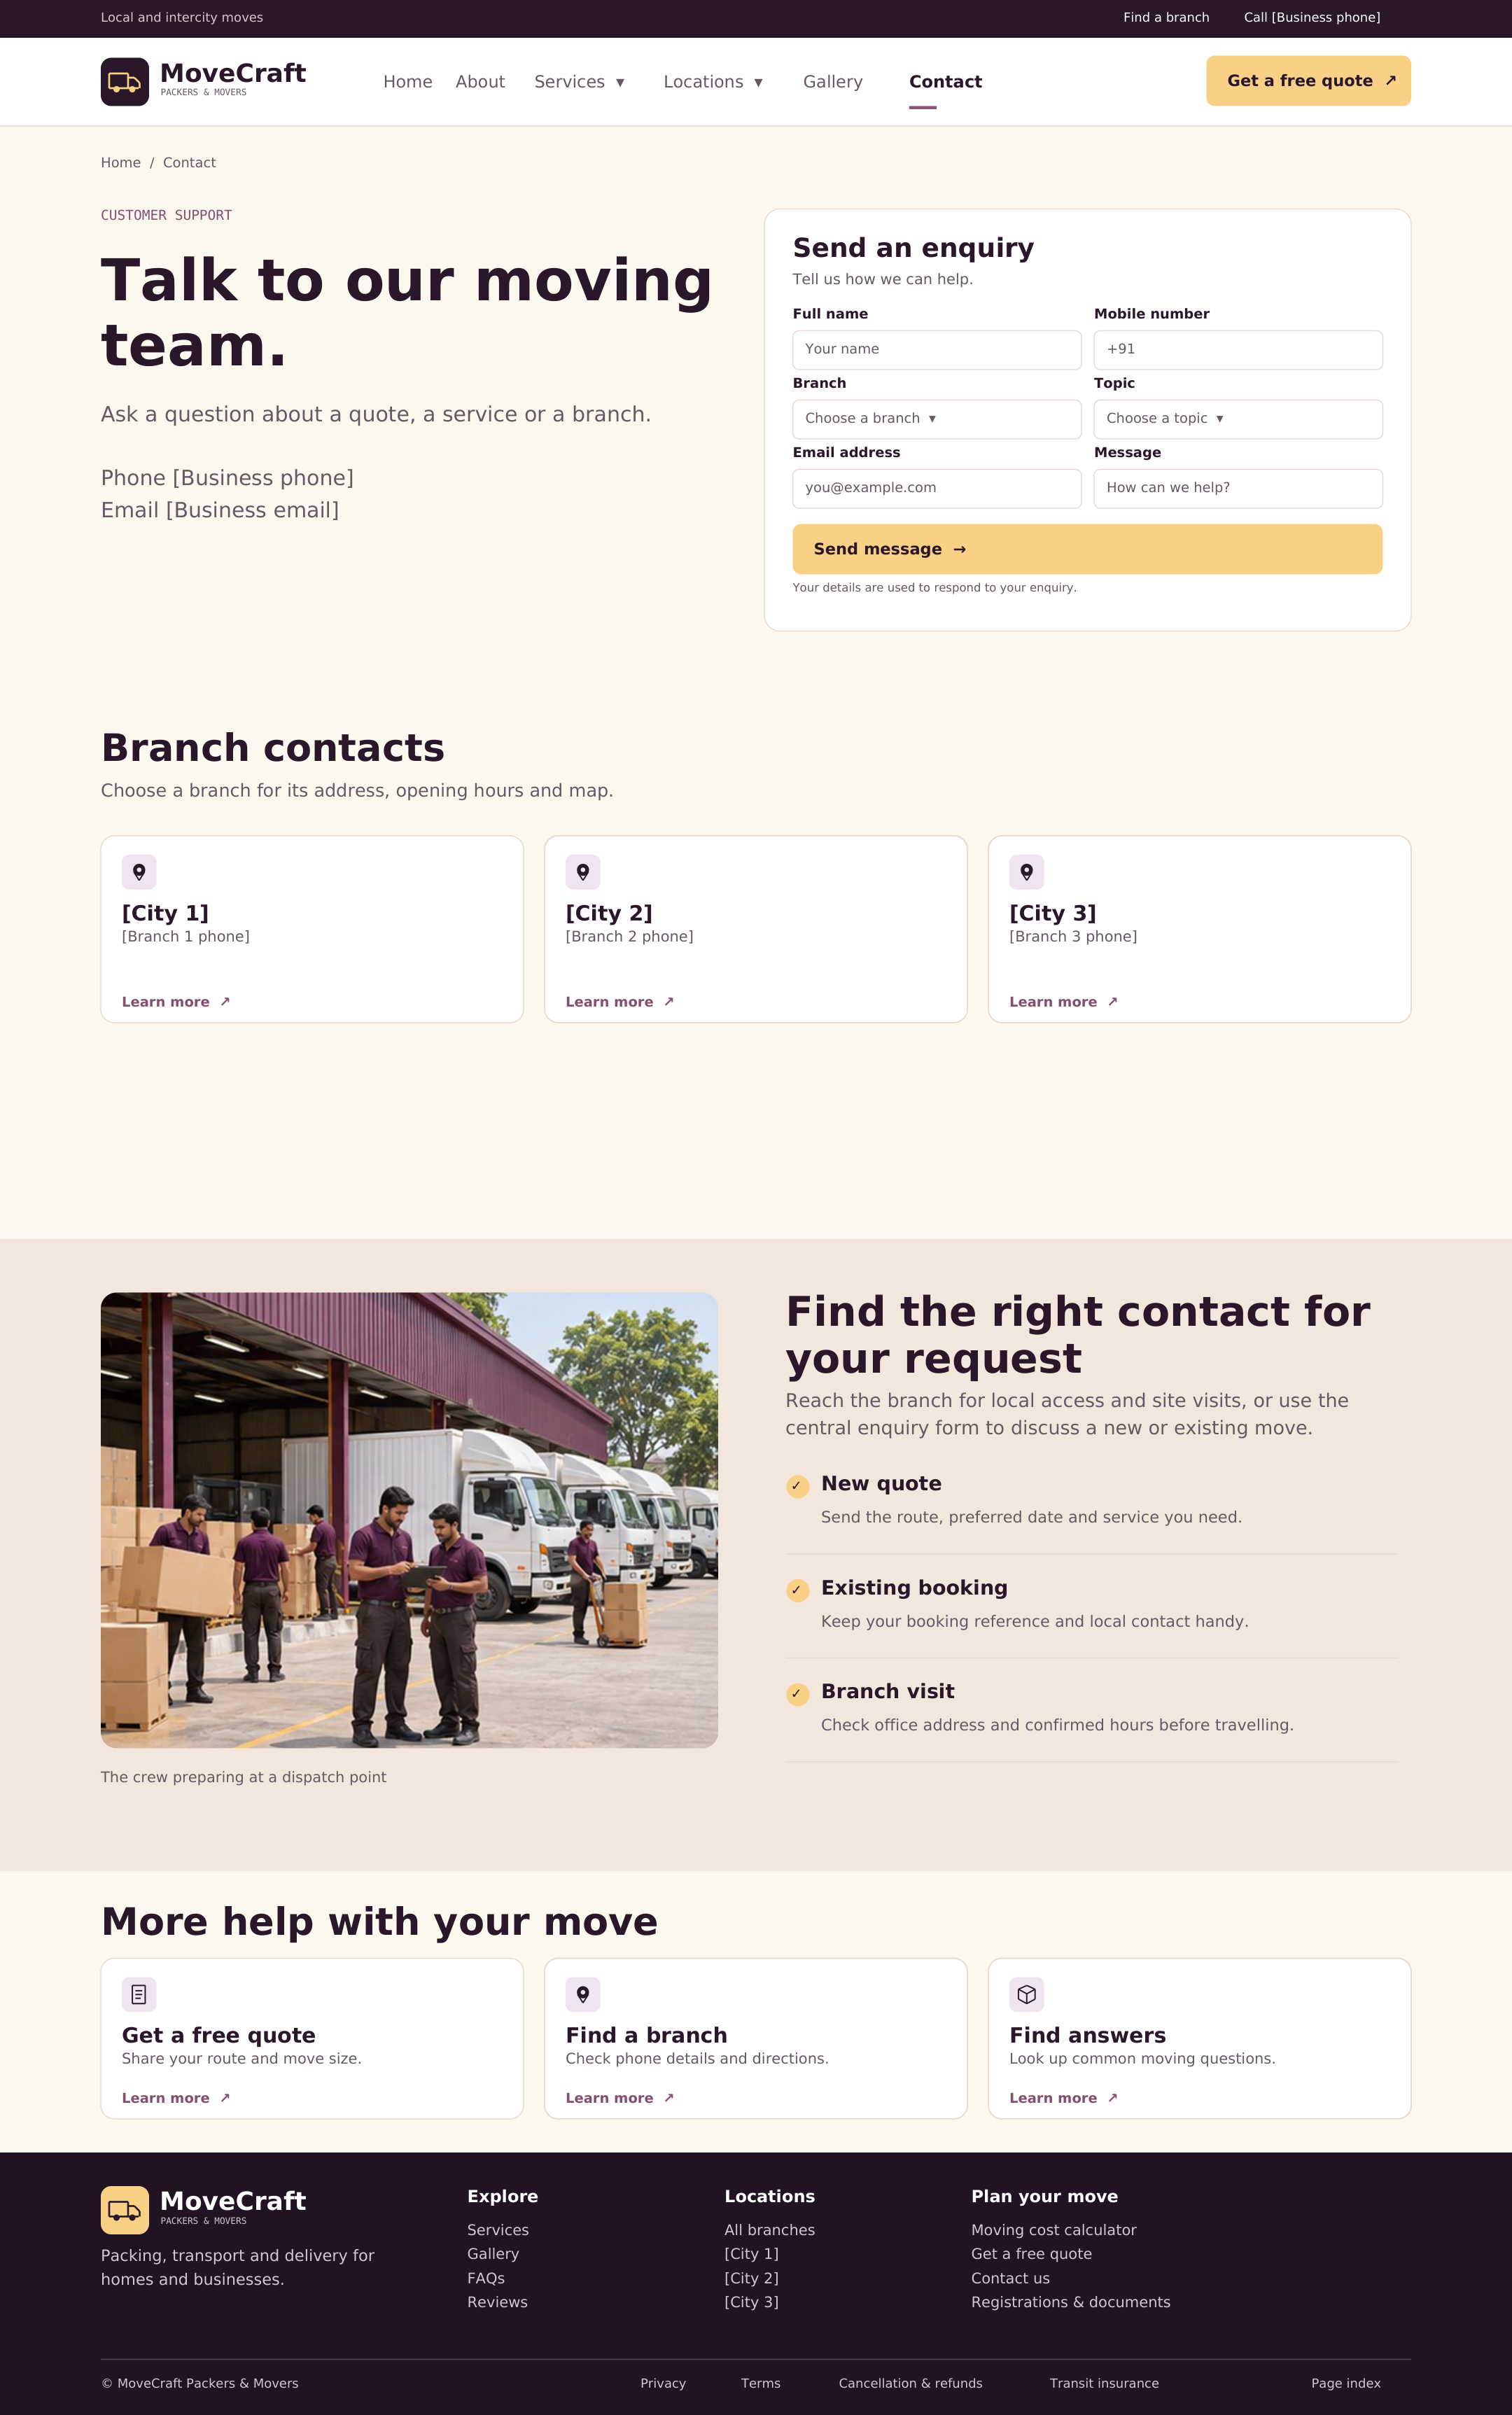 Local and intercity moves
Find a branch
Call [Business phone]
MoveCraft
PACKERS & MOVERS
Home
About
Services ▾
Locations ▾
Gallery
Contact
Get a free quote ↗
Home / Contact
CUSTOMER SUPPORT
Talk to our moving
team.
Ask a question about a quote, a service or a branch.
Phone [Business phone]
Email [Business email]
Send an enquiry
Tell us how we can help.
Full name
Mobile number
Your name
+91
Branch
Topic
Choose a branch ▾
Choose a topic ▾
Email address
Message
you@example.com
How can we help?
Send message →
Your details are used to respond to your enquiry.
Branch contacts
Choose a branch for its address, opening hours and map.
[City 1]
[Branch 1 phone]
Learn more ↗
[City 2]
[Branch 2 phone]
Learn more ↗
[City 3]
[Branch 3 phone]
Learn more ↗
The crew preparing at a dispatch point
Find the right contact for
your request
Reach the branch for local access and site visits, or use the
central enquiry form to discuss a new or existing move.
✓ New quote
Send the route, preferred date and service you need.
✓ Existing booking
Keep your booking reference and local contact handy.
✓ Branch visit
Check office address and confirmed hours before travelling.
More help with your move
Get a free quote
Share your route and move size.
Learn more ↗
Find a branch
Check phone details and directions.
Learn more ↗
Find answers
Look up common moving questions.
Learn more ↗
MoveCraft
PACKERS & MOVERS
Packing, transport and delivery for
homes and businesses.
Explore
Services
Gallery
FAQs
Reviews
Locations
All branches
[City 1]
[City 2]
[City 3]
Plan your move
Moving cost calculator
Get a free quote
Contact us
Registrations & documents
© MoveCraft Packers & Movers
Privacy
Terms
Cancellation & refunds
Transit insurance
Page index